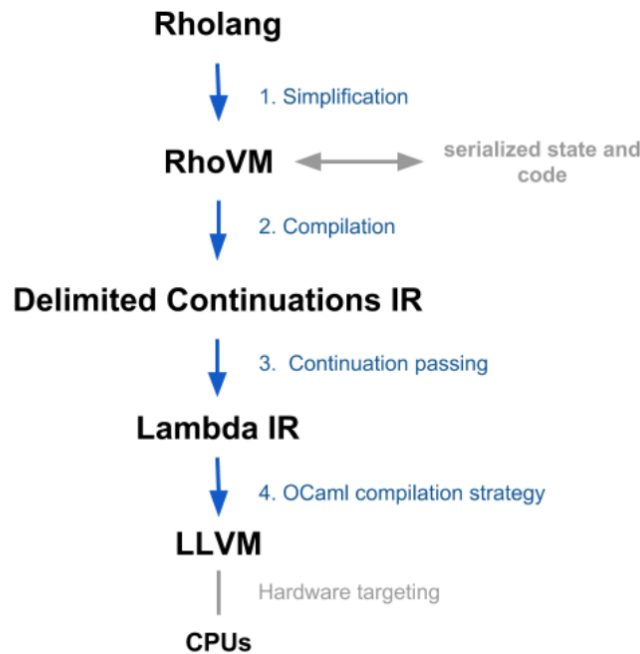 Rholang
1. Simplification
RhoVM
serialized state and
code
2. Compilation
Delimited Continuations IR
3. Continuation passing
Lambda IR
4. OCaml compilation strategy
LLVM
Hardware targeting
CPUs